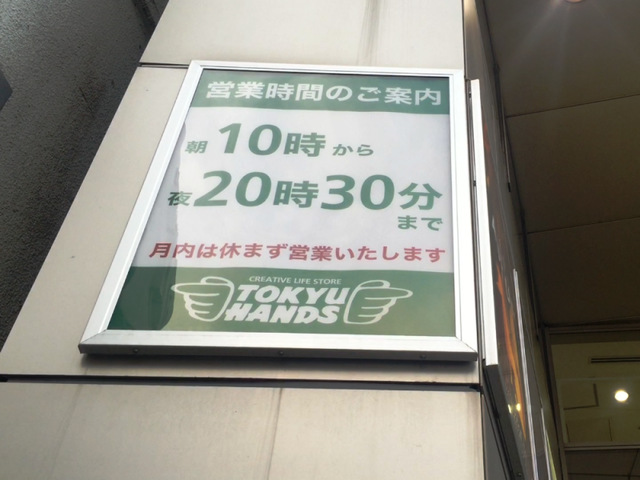 営業時間のご案内
朝10時から
夜20時30分
まで
月内は休まず営業いたします
CREATIVE LIFE STORE
TOKYU
HANDS